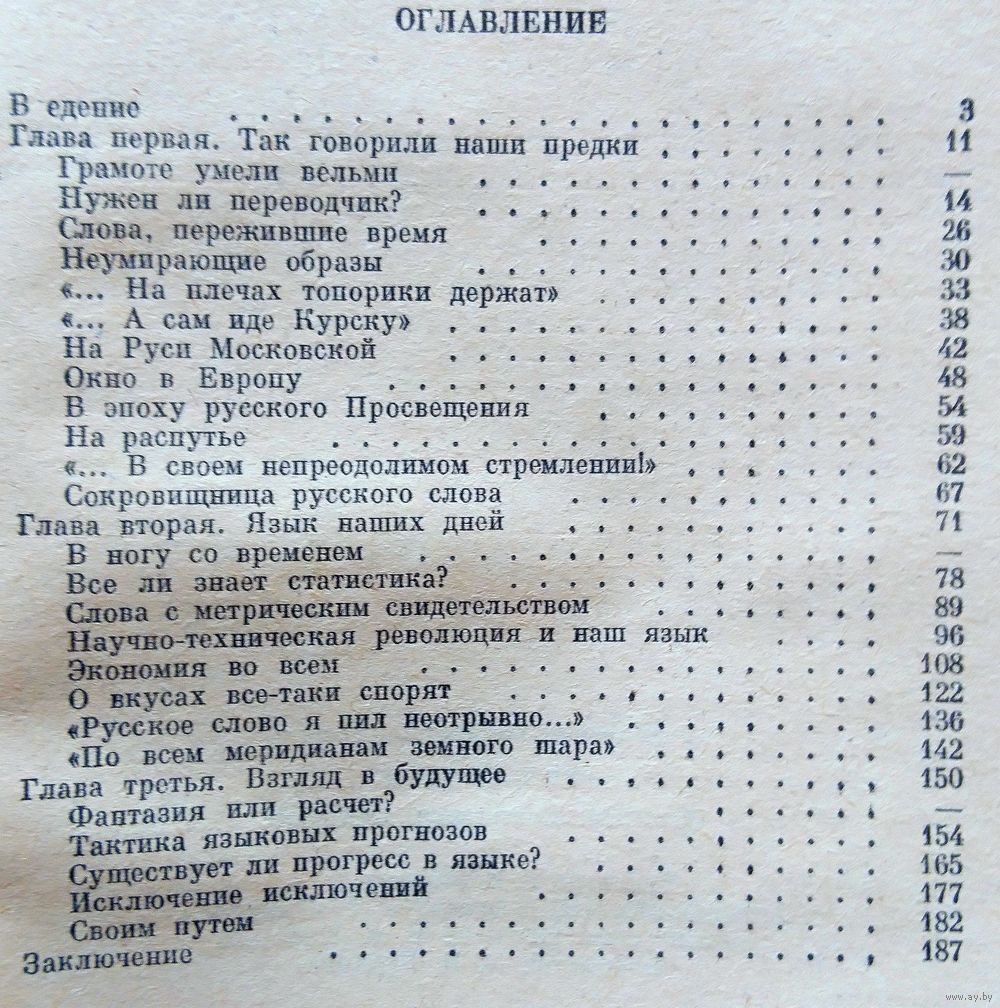 ОГЛАВЛЕНИЕ
В едение . . . . . . . . . . . . . . . . . 3
Глава первая. Так говорили наши предки . . . . . . . 11
Грамоте умели вельми . . . . . . . . . . . —
Нужен ли переводчик? . . . . . . . . . . . 14
Слова, пережившие время . . . . . . . . . 26
Неумирающие образы . . . . . . . . . . . 30
«... На плечах топорики держат» . . . . . . . . 33
«... А сам иде Курску» . . . . . . . . . . . . 38
На Руси Московской . . . . . . . . . . . . 42
Окно в Европу . . . . . . . . . . . . . 48
В эпоху русского Просвещения . . . . . . . . 54
На распутье . . . . . . . . . . . . . . . 59
«... В своем непреодолимом стремлении!» . . . . . . 62
Сокровищница русского слова . . . . . . . . . 67
Глава вторая. Язык наших дней . . . . . . . . . 71
В ногу со временем . . . . . . . . . . . . —
Все ли знает статистика? . . . . . . . . . . . 78
Слова с метрическим свидетельством . . . . . . . 89
Научно-техническая революция и наш язык . . . . 96
Экономия во всем . . . . . . . . . . . . 108
О вкусах все-таки спорят . . . . . . . . . . 122
«Русское слово я пил неотрывно...» . . . . . . . 136
«По всем меридианам земного шара» . . . . . . . 142
Глава третья. Взгляд в будущее . . . . . . . . . 150
Фантазия или расчет? . . . . . . —
Тактика языковых прогнозов . . . . . . . . . 154
Существует ли прогресс в языке? . . . . . . . . 165
Исключение исключений . . . . . . . . . . 177
Своим путем . . . . . . . . . . . . . . 182
Заключение . . . . . . . . . . . . . . . 187
www.ay.by